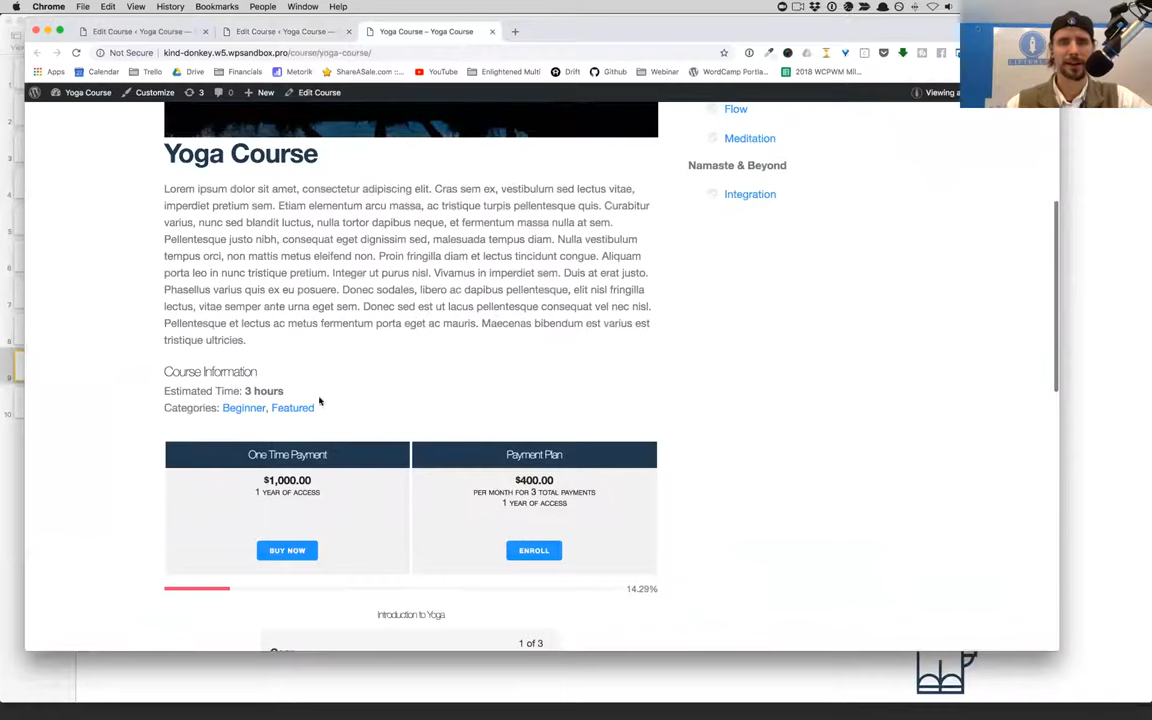 Chrome File Edit View History Bookmarks People Window Help
Edit Course ‹ Yoga Course —
Edit Course ‹ Yoga Course —
Yoga Course – Yoga Course
Not Secure kind-donkey.w5.wpsandbox.pro/course/yoga-course/
Apps Calendar Trello Drive Financials Metorik ShareASale.com ::... YouTube Enlightened Multi Drift Github Webinar WordCamp Portla... 2018 WCPWM Mil...
Yoga Course Customize 3 0 New Edit Course Viewing a
Flow
Meditation
Namaste & Beyond
Integration
Yoga Course
Lorem ipsum dolor sit amet, consectetur adipiscing elit. Cras sem ex, vestibulum sed lectus vitae,
imperdiet pretium sem. Etiam elementum arcu massa, ac tristique turpis pellentesque quis. Curabitur
varius, nunc sed blandit luctus, nulla tortor dapibus neque, et fermentum massa nulla at sem.
Pellentesque justo nibh, consequat eget dignissim sed, malesuada tempus diam. Nulla vestibulum
tempus orci, non mattis metus eleifend non. Proin fringilla diam et lectus tincidunt congue. Aliquam
porta leo in nunc tristique pretium. Integer ut purus nisl. Vivamus in imperdiet sem. Duis at erat justo.
Phasellus varius quis ex eu posuere. Donec sodales, libero ac dapibus pellentesque, elit nisl fringilla
lectus, vitae semper ante urna eget sem. Donec sed est ut lacus pellentesque consequat vel nec nisl.
Pellentesque et lectus ac metus fermentum porta eget ac mauris. Maecenas bibendum est varius est
tristique ultricies.
Course Information
Estimated Time: 3 hours
Categories: Beginner, Featured
One Time Payment
$1,000.00
1 YEAR OF ACCESS
BUY NOW
Payment Plan
$400.00
PER MONTH FOR 3 TOTAL PAYMENTS
1 YEAR OF ACCESS
ENROLL
14.29%
Introduction to Yoga
1 of 3
1
2
3
4
5
6
7
8
9
10